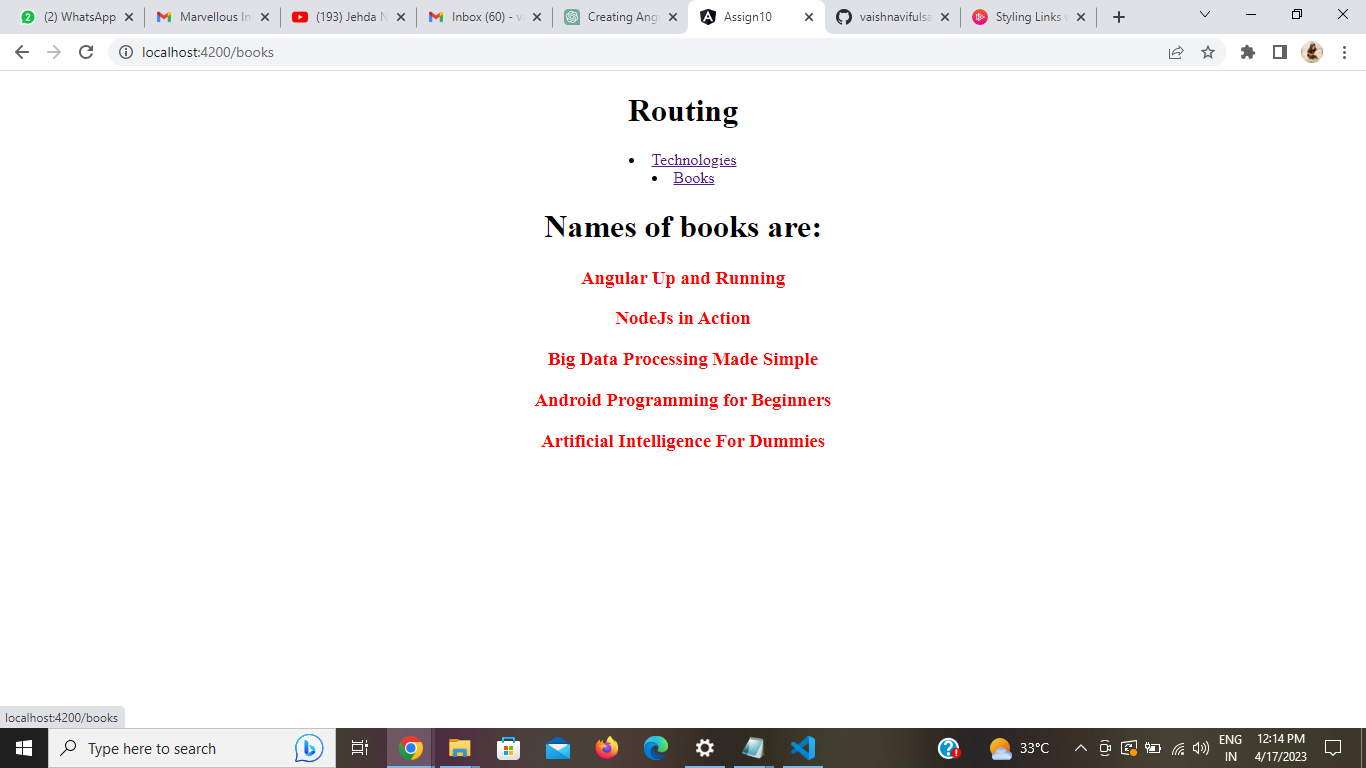 (2) WhatsApp
Marvellous In
(193) Jehda N
Inbox (60) - v
Creating Ang
Assign10
vaishnavifulsa
Styling Links
localhost:4200/books
Routing
Technologies
Books
Names of books are:
Angular Up and Running
NodeJs in Action
Big Data Processing Made Simple
Android Programming for Beginners
Artificial Intelligence For Dummies
localhost:4200/books
Type here to search
33°C
ENG
IN
12:14 PM
4/17/2023